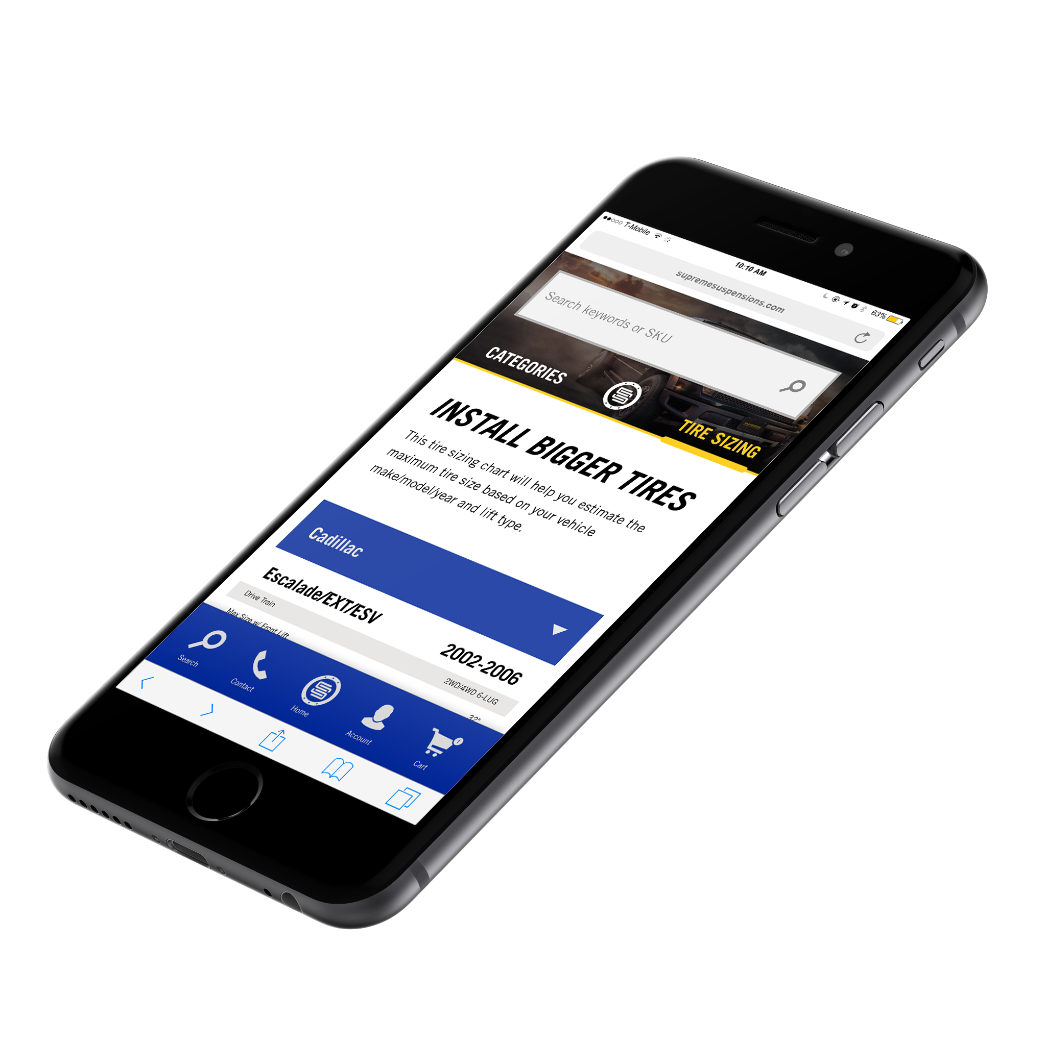 T-Mobile
10:10 AM
63%
supremesuspensions.com
Search keywords or SKU
CATEGORIES
TIRE SIZING
INSTALL BIGGER TIRES
This tire sizing chart will help you estimate the
maximum tire size based on your vehicle
make/model/year and lift type.
Cadillac
Escalade/EXT/ESV
2002-2006
Drive Train
2WD/4WD 6-LUG
Max Size w/ Front Lift
Search
Contact
Home
Account
Cart